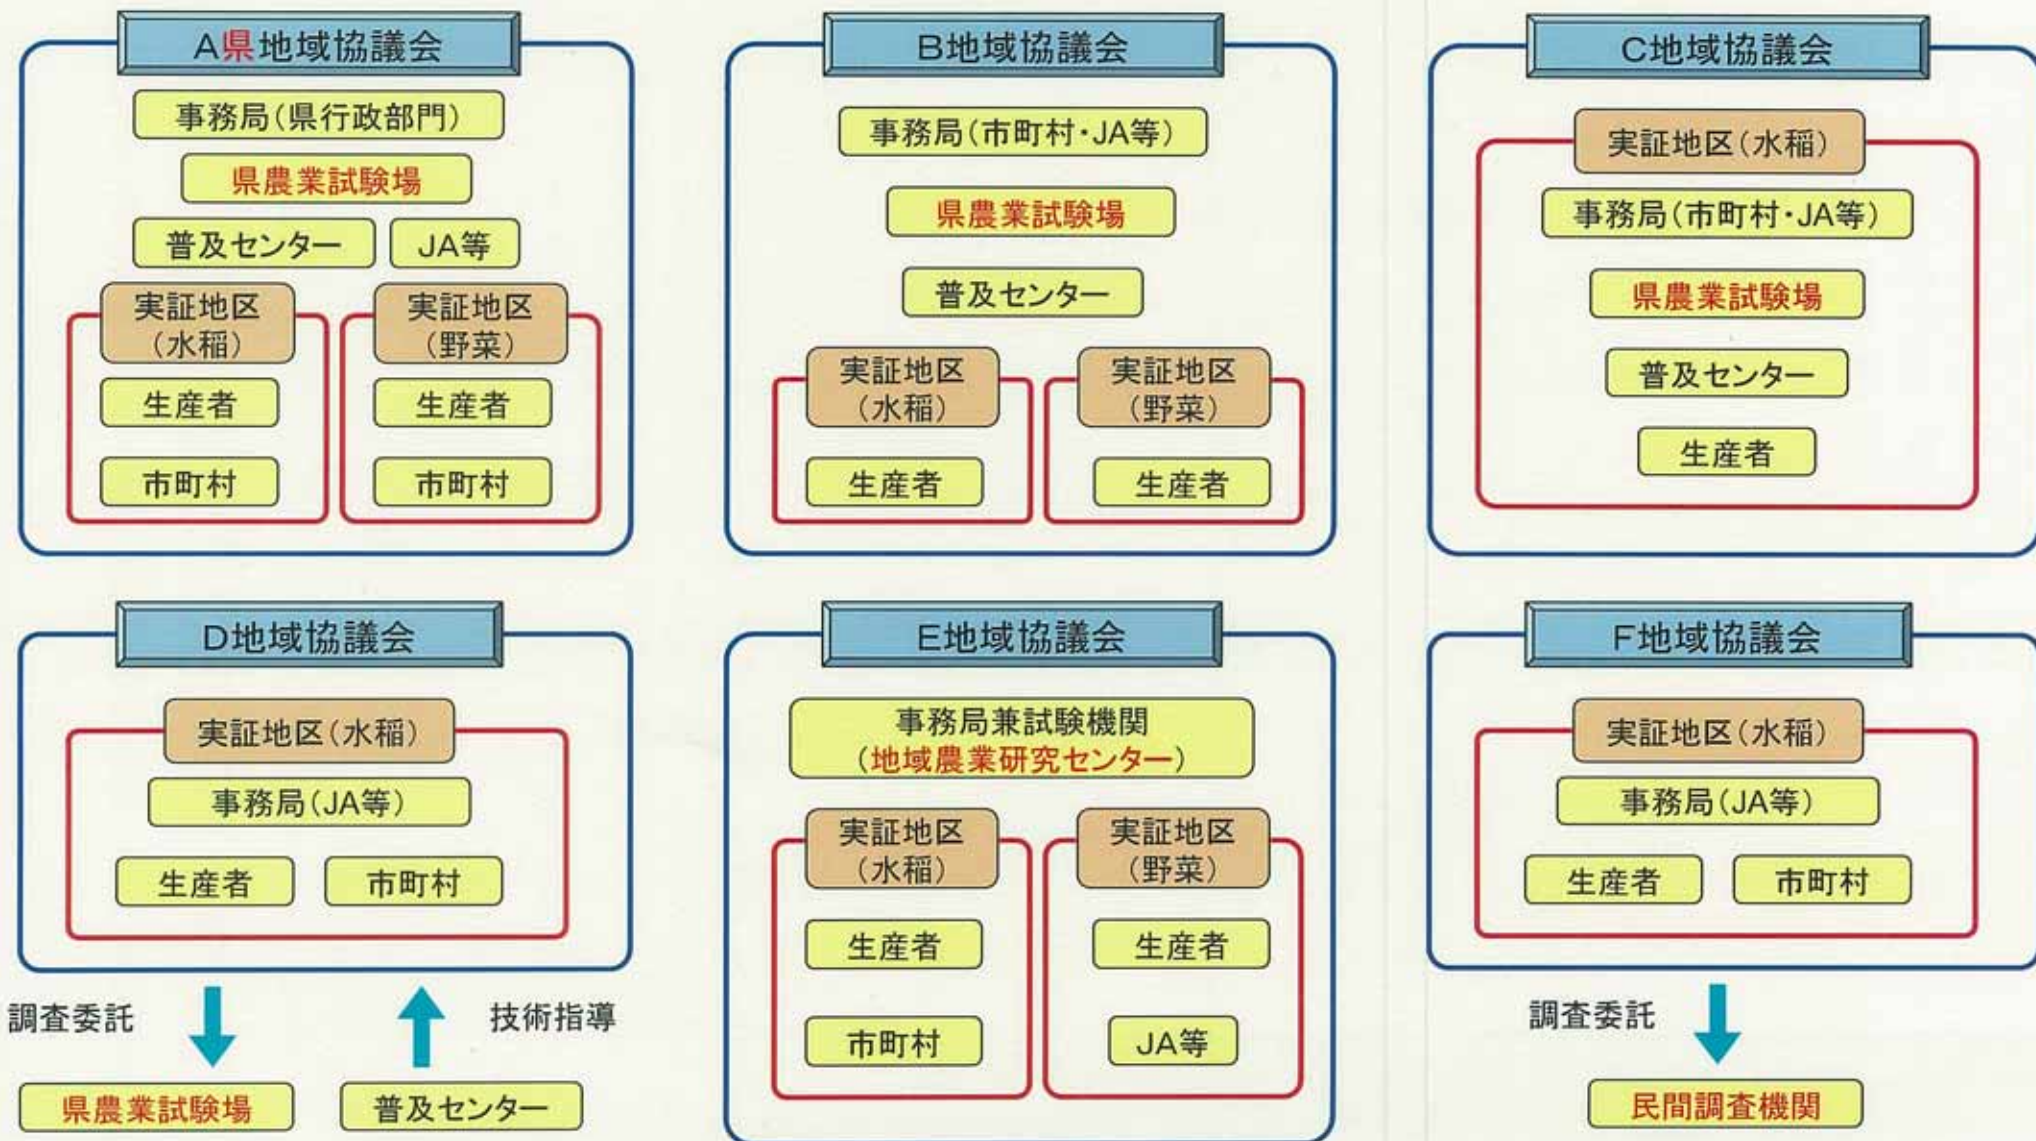 A県地域協議会
事務局(県行政部門)
県農業試験場
普及センター
JA等
実証地区
(水稲)
生産者
市町村
実証地区
(野菜)
生産者
市町村
B地域協議会
事務局(市町村・JA等)
県農業試験場
普及センター
実証地区
(水稲)
生産者
実証地区
(野菜)
生産者
C地域協議会
実証地区(水稲)
事務局(市町村・JA等)
県農業試験場
普及センター
生産者
D地域協議会
実証地区(水稲)
事務局(JA等)
生産者
市町村
調査委託
技術指導
県農業試験場
普及センター
E地域協議会
事務局兼試験機関
(地域農業研究センター)
実証地区
(水稲)
生産者
市町村
実証地区
(野菜)
生産者
JA等
F地域協議会
実証地区(水稲)
事務局(JA等)
生産者
市町村
調査委託
民間調査機関